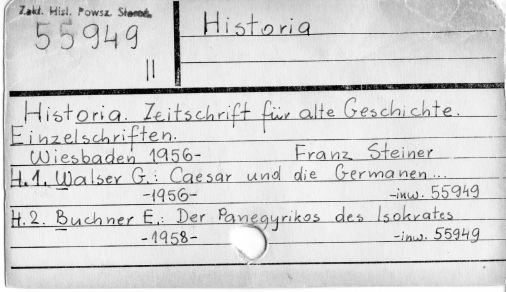 Zakł. Hist. Powsz. Staroż.
55949
II
Historia
Historia. Zeitschrift für alte Geschichte.
Einzelschriften.
Wiesbaden 1956- Franz Steiner
H.1. Walser G.: Caesar und die Germanen...
-1956- -inw. 55949
H.2. Buchner E.: Der Panegyrikos des Isokrates
-1958- -inw. 55949